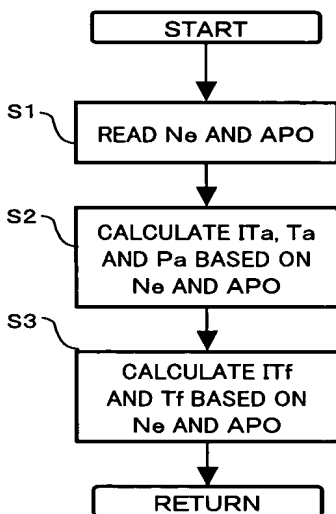 START
S1
READ Ne AND APO
S2
CALCULATE ITa, Ta
AND Pa BASED ON
Ne AND APO
S3
CALCULATE ITf
AND Tf BASED ON
Ne AND APO
RETURN